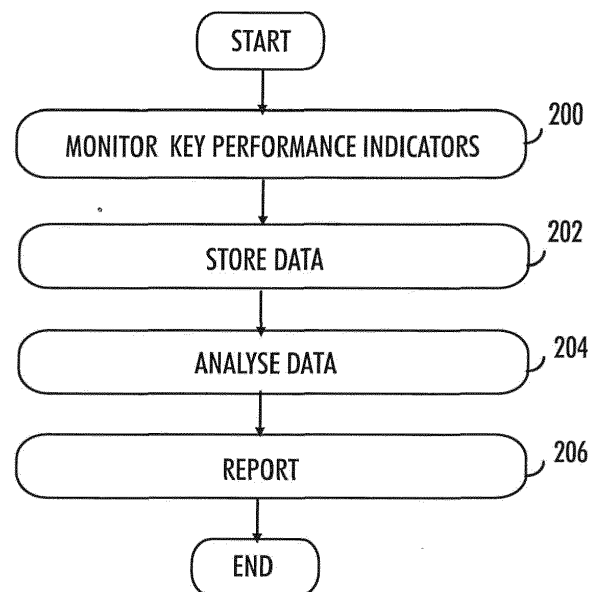 START
MONITOR KEY PERFORMANCE INDICATORS
200
STORE DATA
202
ANALYSE DATA
204
REPORT
206
END